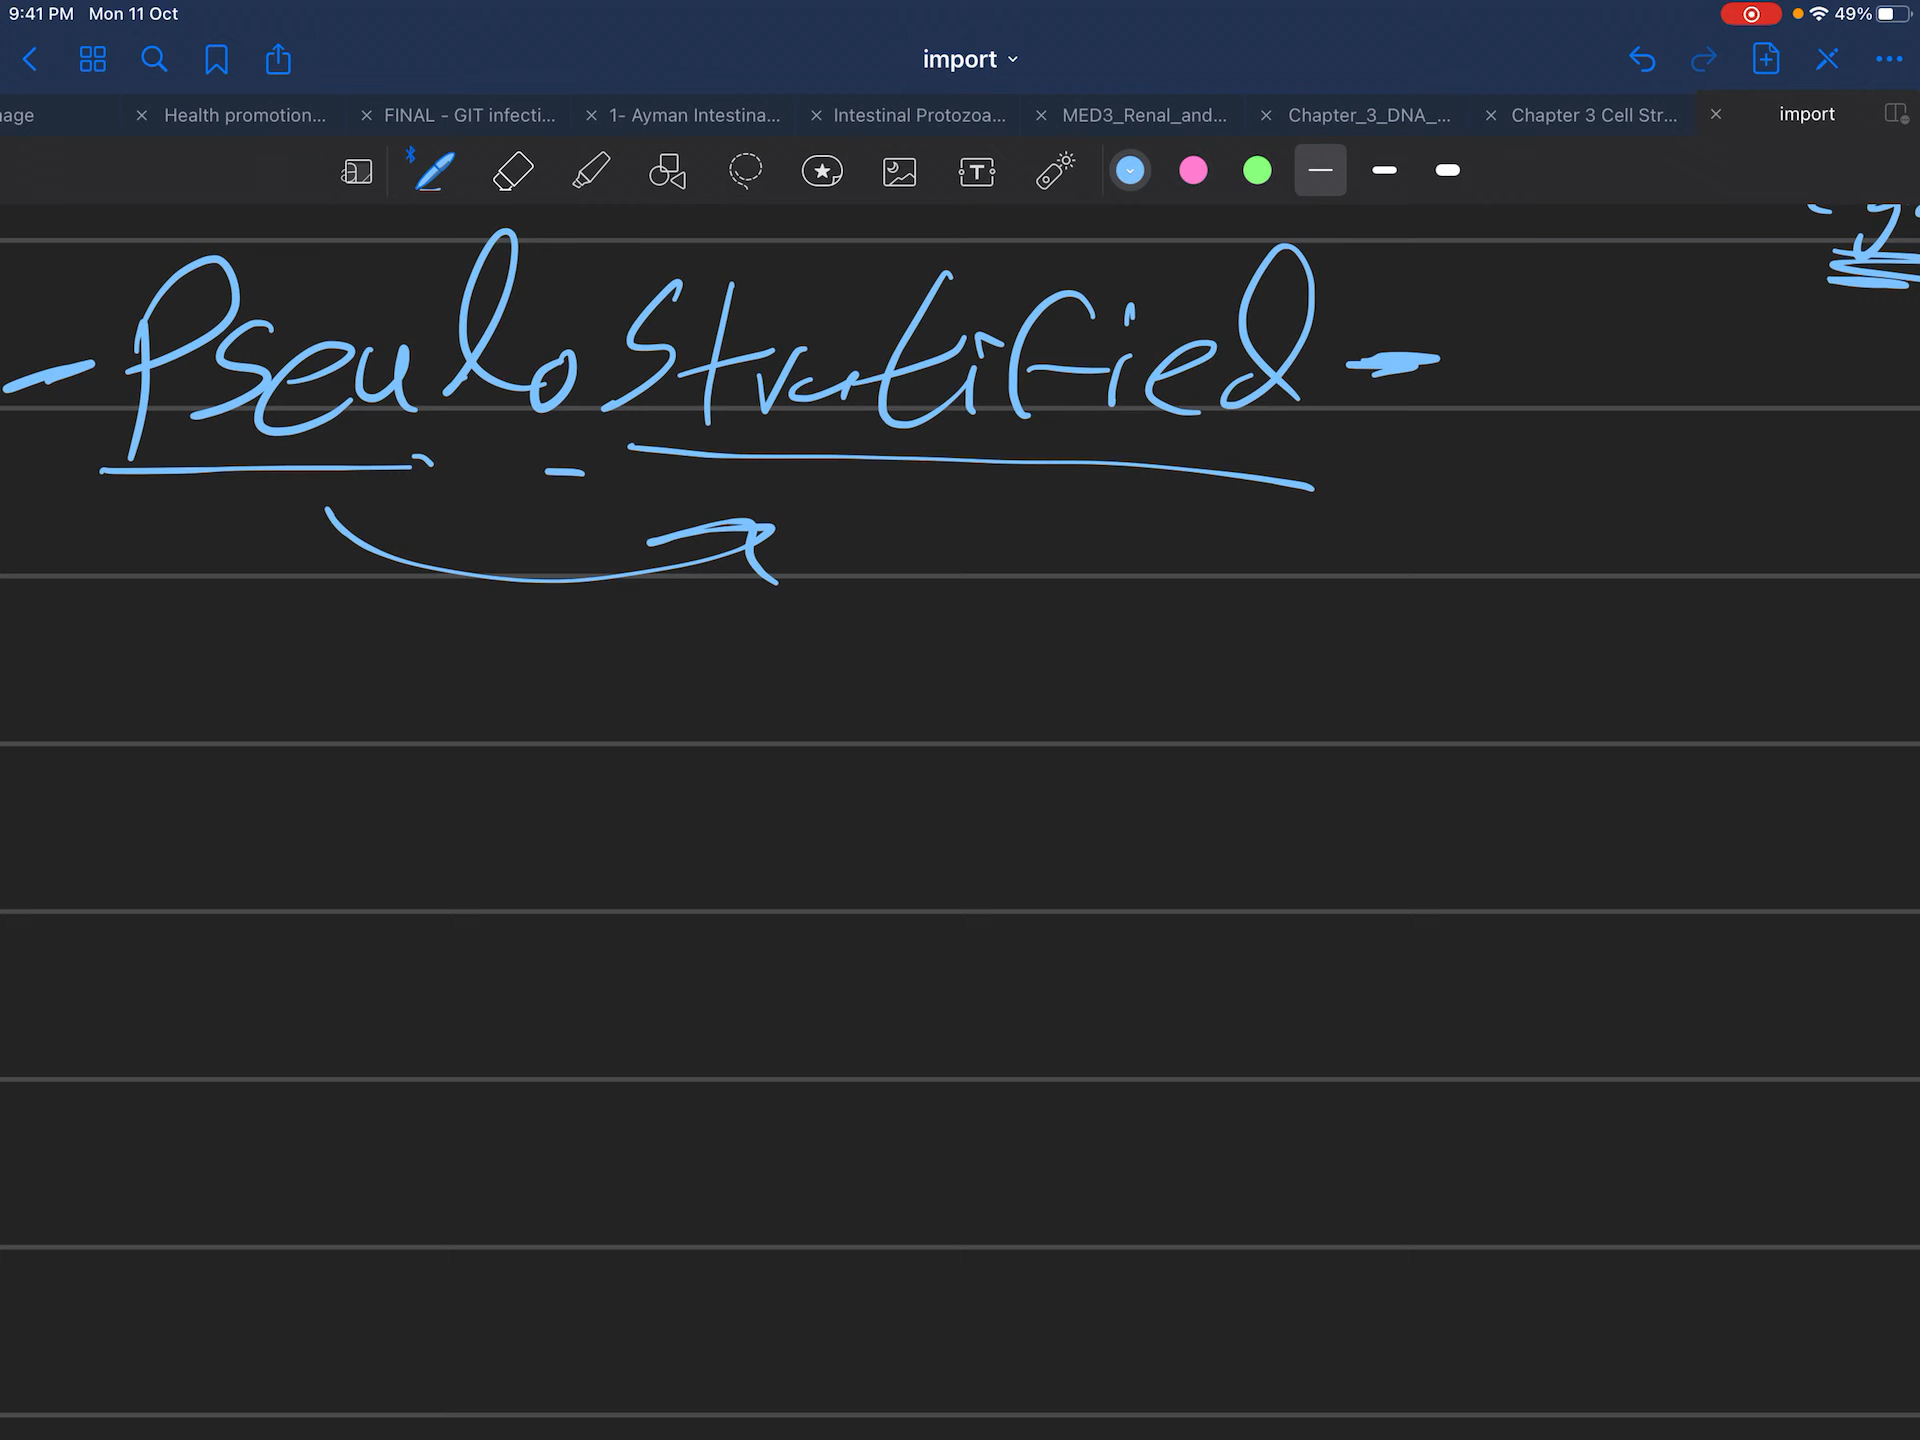 9:41 PM Mon 11 Oct 49%
import
age Health promotion... FINAL - GIT infecti... 1- Ayman Intestina... Intestinal Protozoa... MED3_Renal_and... Chapter_3_DNA_... Chapter 3 Cell Str... import
- PseudoStratified -